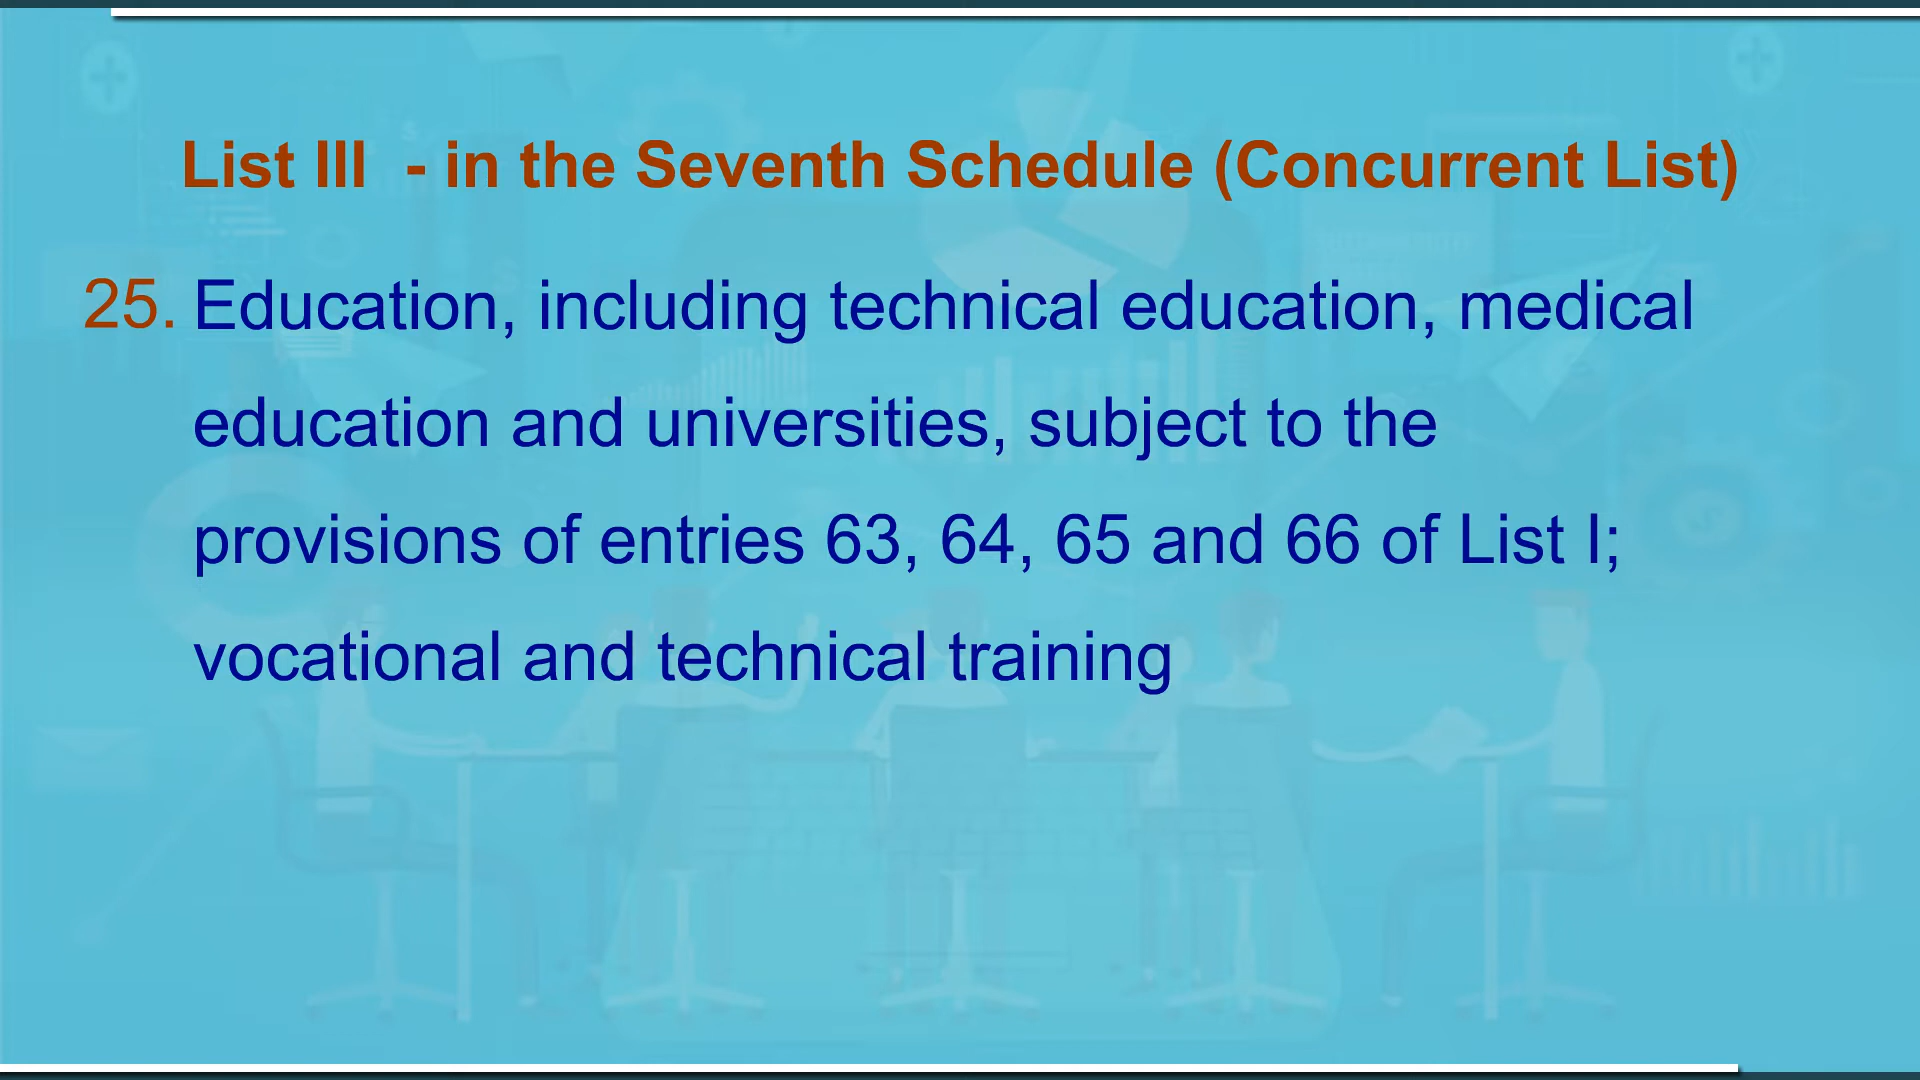 List III  - in the Seventh Schedule (Concurrent List)
25. Education, including technical education, medical
education and universities, subject to the
provisions of entries 63, 64, 65 and 66 of List I;
vocational and technical training